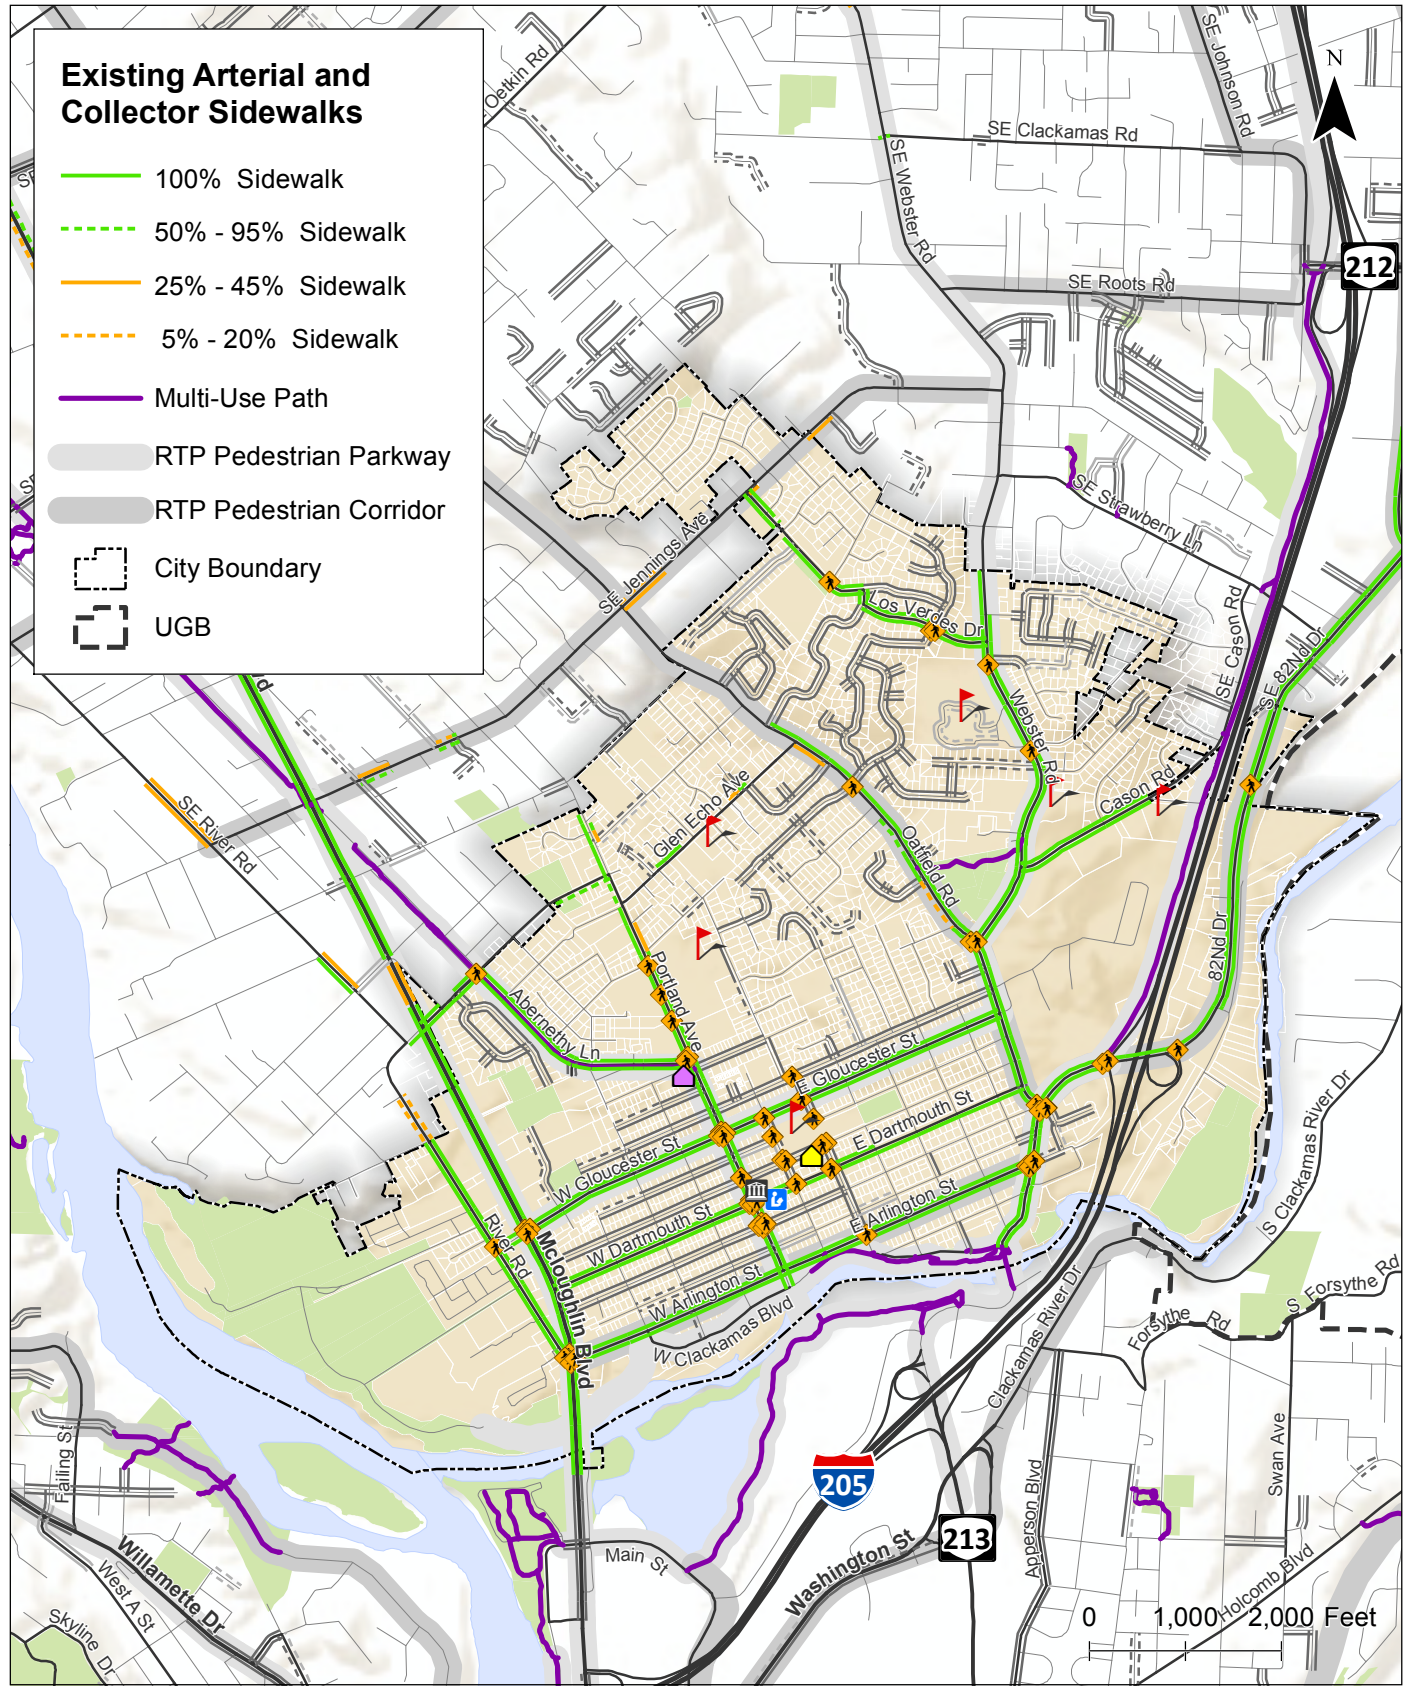 Existing Arterial and
Collector Sidewalks
100% Sidewalk
50% - 95% Sidewalk
25% - 45% Sidewalk
5% - 20% Sidewalk
Multi-Use Path
RTP Pedestrian Parkway
RTP Pedestrian Corridor
City Boundary
UGB
Oetkin Rd
SE Johnson Rd
N
SE Clackamas Rd
SE Webster Rd
212
SE Roots Rd
SE Strawberry Ln
SE Jennings Ave
Los Verdes Dr
SE Cason Rd
SE 82Nd Dr
Webster Rd
Cason Rd
Glen Echo Ave
SE River Rd
Oatfield Rd
82Nd Dr
Portland Ave
Abernethy Ln
E Gloucester St
E Dartmouth St
W Gloucester St
E Arlington St
W Dartmouth St
River Rd
Mcloughlin Blvd
W Arlington St
W Clackamas Blvd
S Clackamas River Dr
S Forsythe Rd
Forsythe Rd
Clackamas River Dr
205
213
Failing St
Willamette Dr
West A St
Skyline Dr
Main St
Washington St
Apperson Blvd
Swan Ave
Holcomb Blvd
0 1,000 2,000 Feet